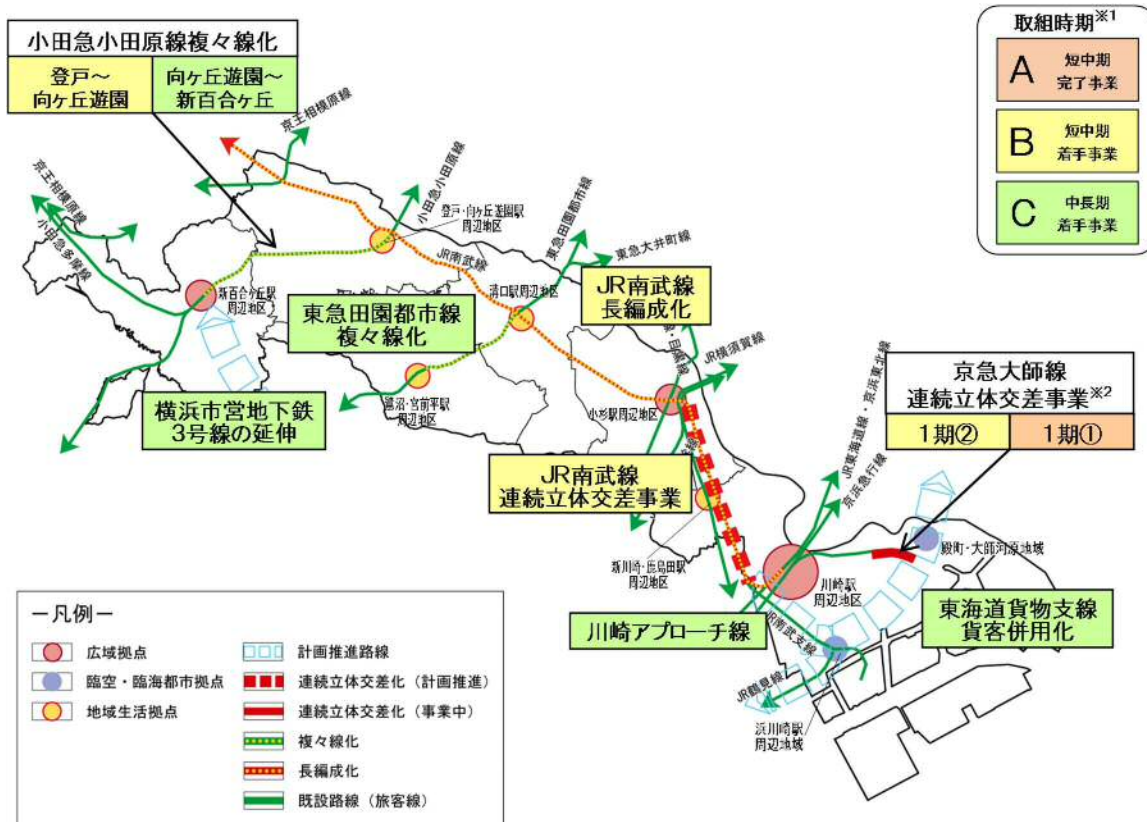 小田急小田原線複々線化
登戸～
向ヶ丘遊園
向ヶ丘遊園～
新百合ヶ丘
取組時期※1
A 短中期
完了事業
B 短中期
着手事業
C 中長期
着手事業
京王相模原線
京王相模原線
小田急多摩線
小田急小田原線
登戸・向ヶ丘遊園駅
周辺地区
JR南武線
東急田園都市線
東急大井町線
溝口駅周辺地区
新百合ヶ丘駅
周辺地区
東急田園都市線
複々線化
JR南武線
長編成化
鷺沼・宮前平駅
周辺地区
横浜市営地下鉄
3号線の延伸
JR横須賀線
小杉駅周辺地区
京急大師線
連続立体交差事業※2
1期②
1期①
JR南武線
連続立体交差事業
JR東海道線・京浜東北線
京浜急行線
新川崎・鹿島田駅
周辺地区
殿町・大師河原地域
川崎駅
周辺地区
川崎アプローチ線
JR南武支線
東海道貨物支線
貨客併用化
JR鶴見線
浜川崎駅
周辺地域
－凡例－
広域拠点
臨空・臨海都市拠点
地域生活拠点
計画推進路線
連続立体交差化（計画推進）
連続立体交差化（事業中）
複々線化
長編成化
既設路線（旅客線）